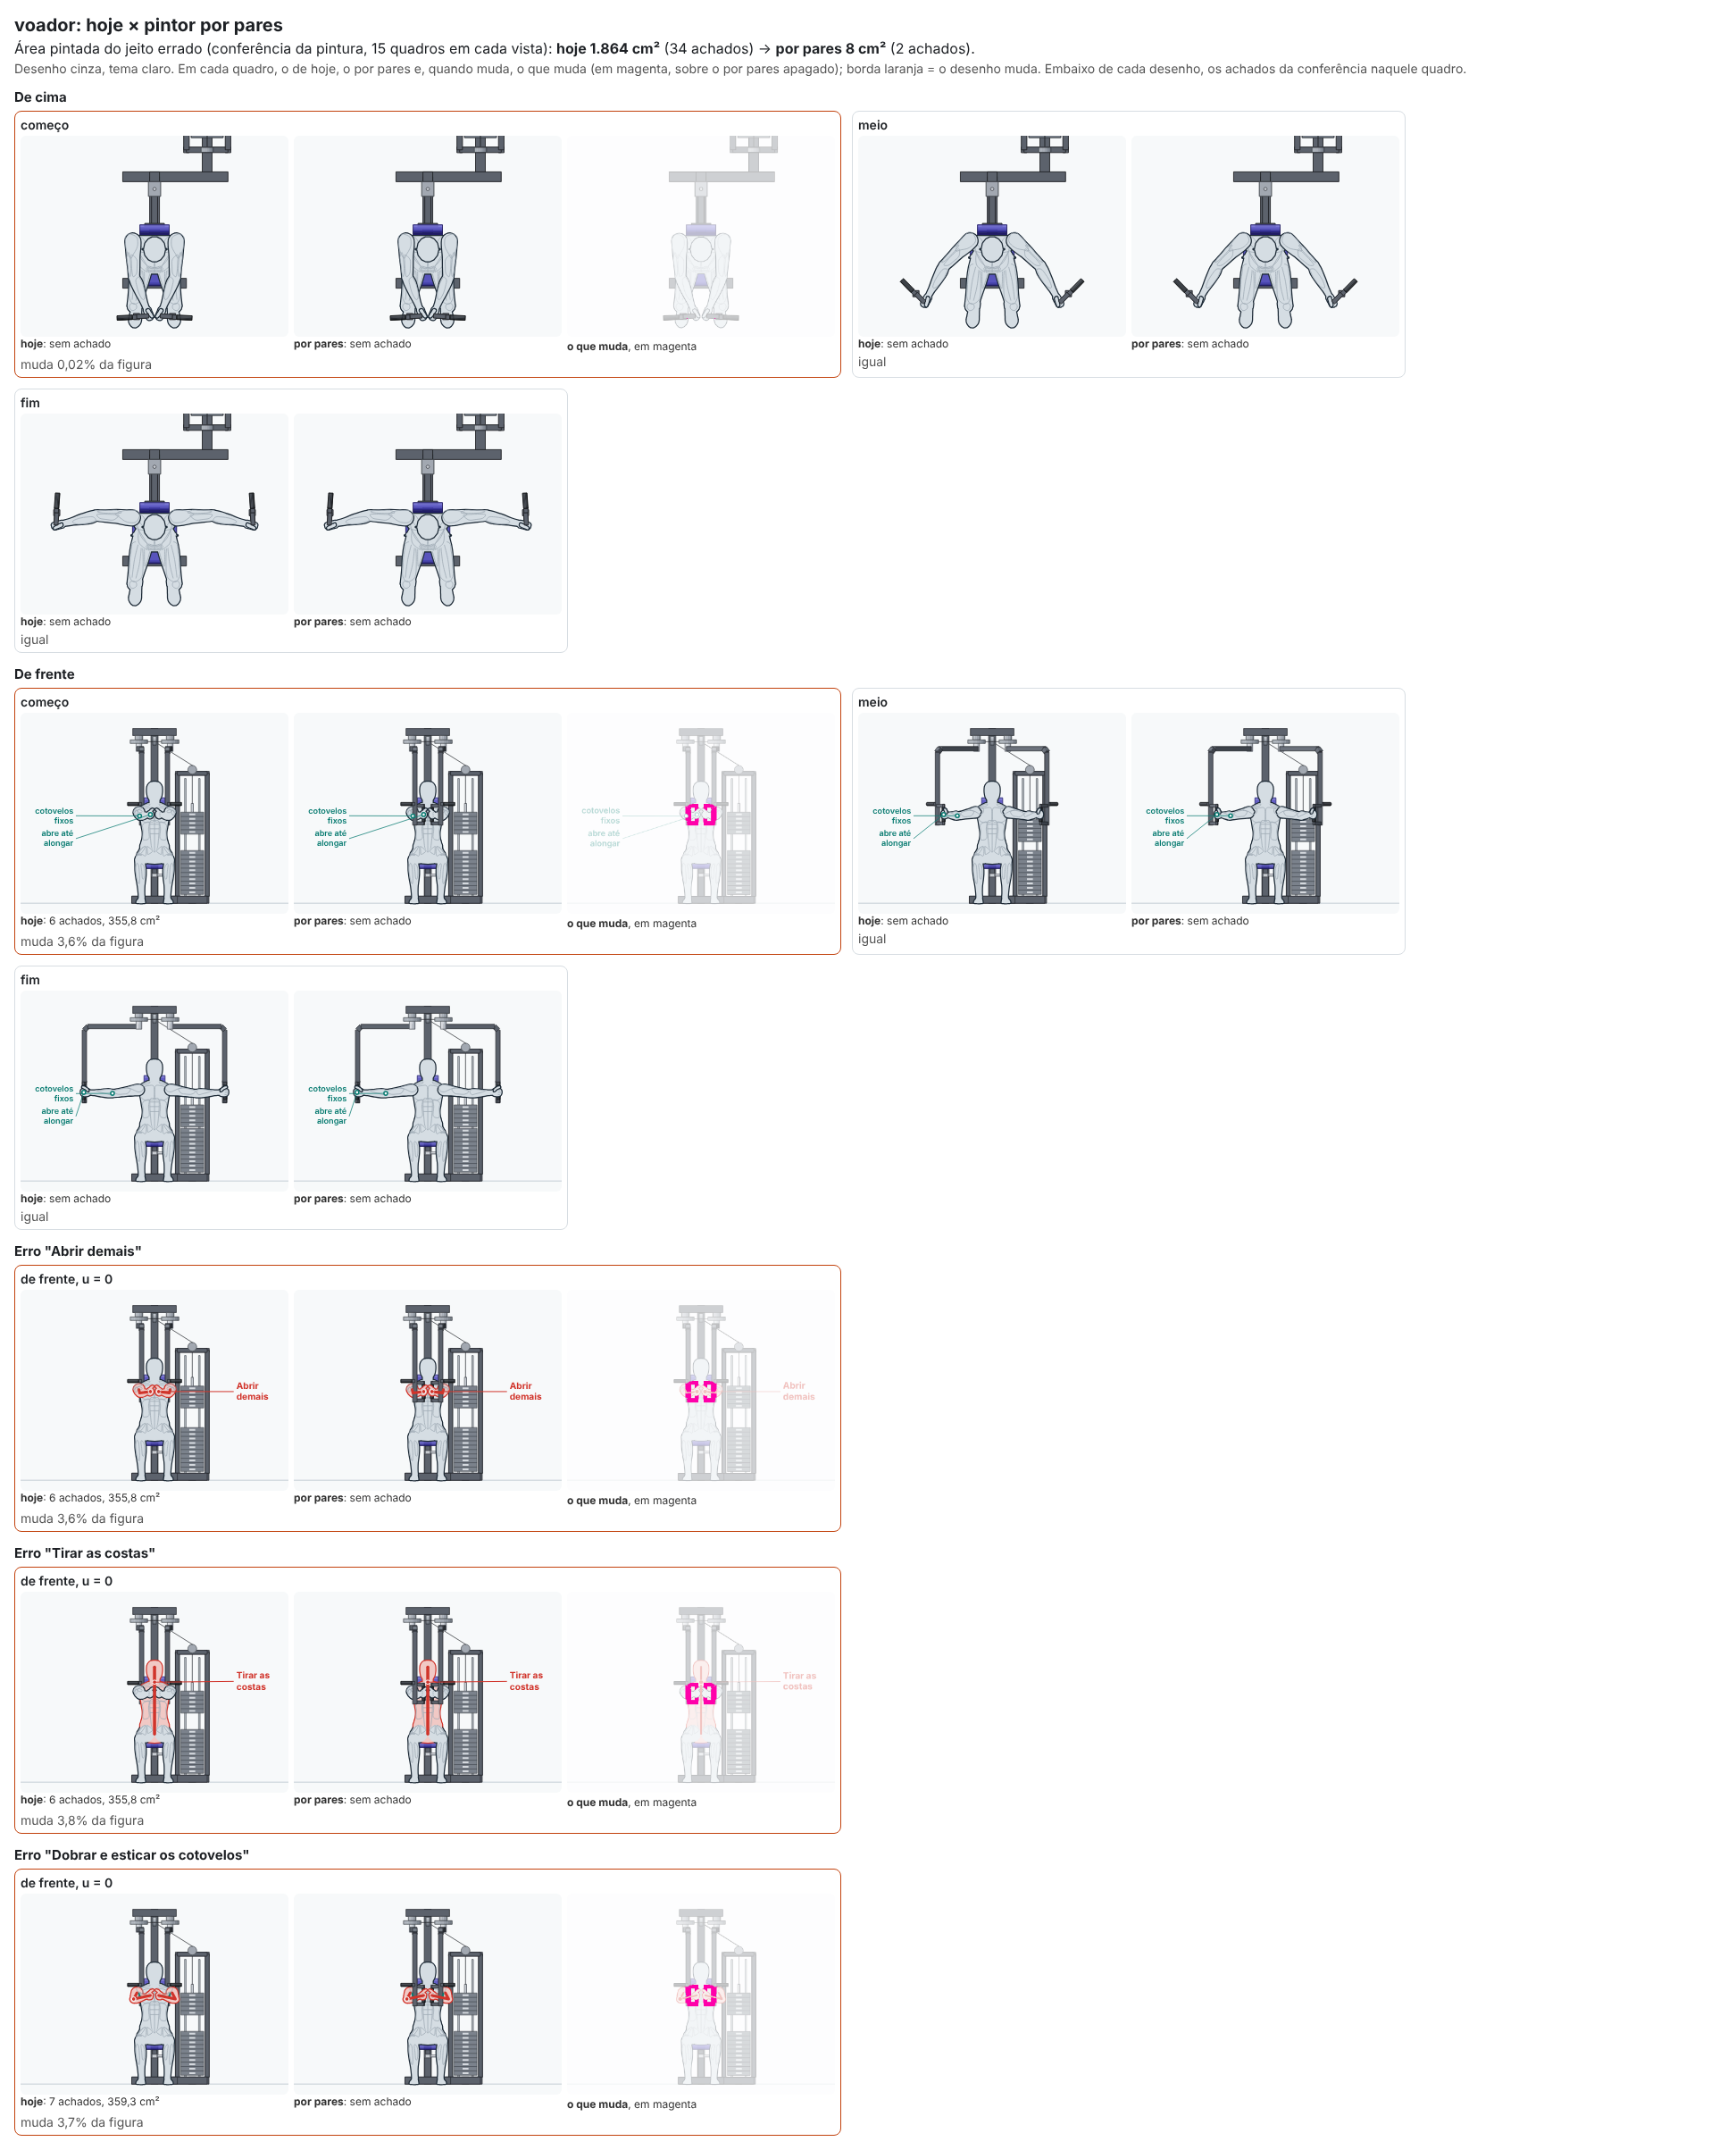 voador: hoje × pintor por pares
Área pintada do jeito errado (conferência da pintura, 15 quadros em cada vista): hoje 1.864 cm² (34 achados) → por pares 8 cm² (2 achados).
Desenho cinza, tema claro. Em cada quadro, o de hoje, o por pares e, quando muda, o que muda (em magenta, sobre o por pares apagado); borda laranja = o desenho muda. Embaixo de cada desenho, os achados da conferência naquele quadro.
De cima
começo
hoje: sem achado
por pares: sem achado
o que muda, em magenta
muda 0,02% da figura
meio
hoje: sem achado
por pares: sem achado
igual
fim
hoje: sem achado
por pares: sem achado
igual
De frente
começo
cotovelos
fixos
abre até
alongar
cotovelos
fixos
abre até
alongar
cotovelos
fixos
abre até
alongar
hoje: 6 achados, 355,8 cm²
por pares: sem achado
o que muda, em magenta
muda 3,6% da figura
meio
cotovelos
fixos
abre até
alongar
cotovelos
fixos
abre até
alongar
hoje: sem achado
por pares: sem achado
igual
fim
cotovelos
fixos
abre até
alongar
cotovelos
fixos
abre até
alongar
hoje: sem achado
por pares: sem achado
igual
Erro "Abrir demais"
de frente, u = 0
Abrir
demais
Abrir
demais
Abrir
demais
hoje: 6 achados, 355,8 cm²
por pares: sem achado
o que muda, em magenta
muda 3,6% da figura
Erro "Tirar as costas"
de frente, u = 0
Tirar as
costas
Tirar as
costas
Tirar as
costas
hoje: 6 achados, 355,8 cm²
por pares: sem achado
o que muda, em magenta
muda 3,8% da figura
Erro "Dobrar e esticar os cotovelos"
de frente, u = 0
hoje: 7 achados, 359,3 cm²
por pares: sem achado
o que muda, em magenta
muda 3,7% da figura